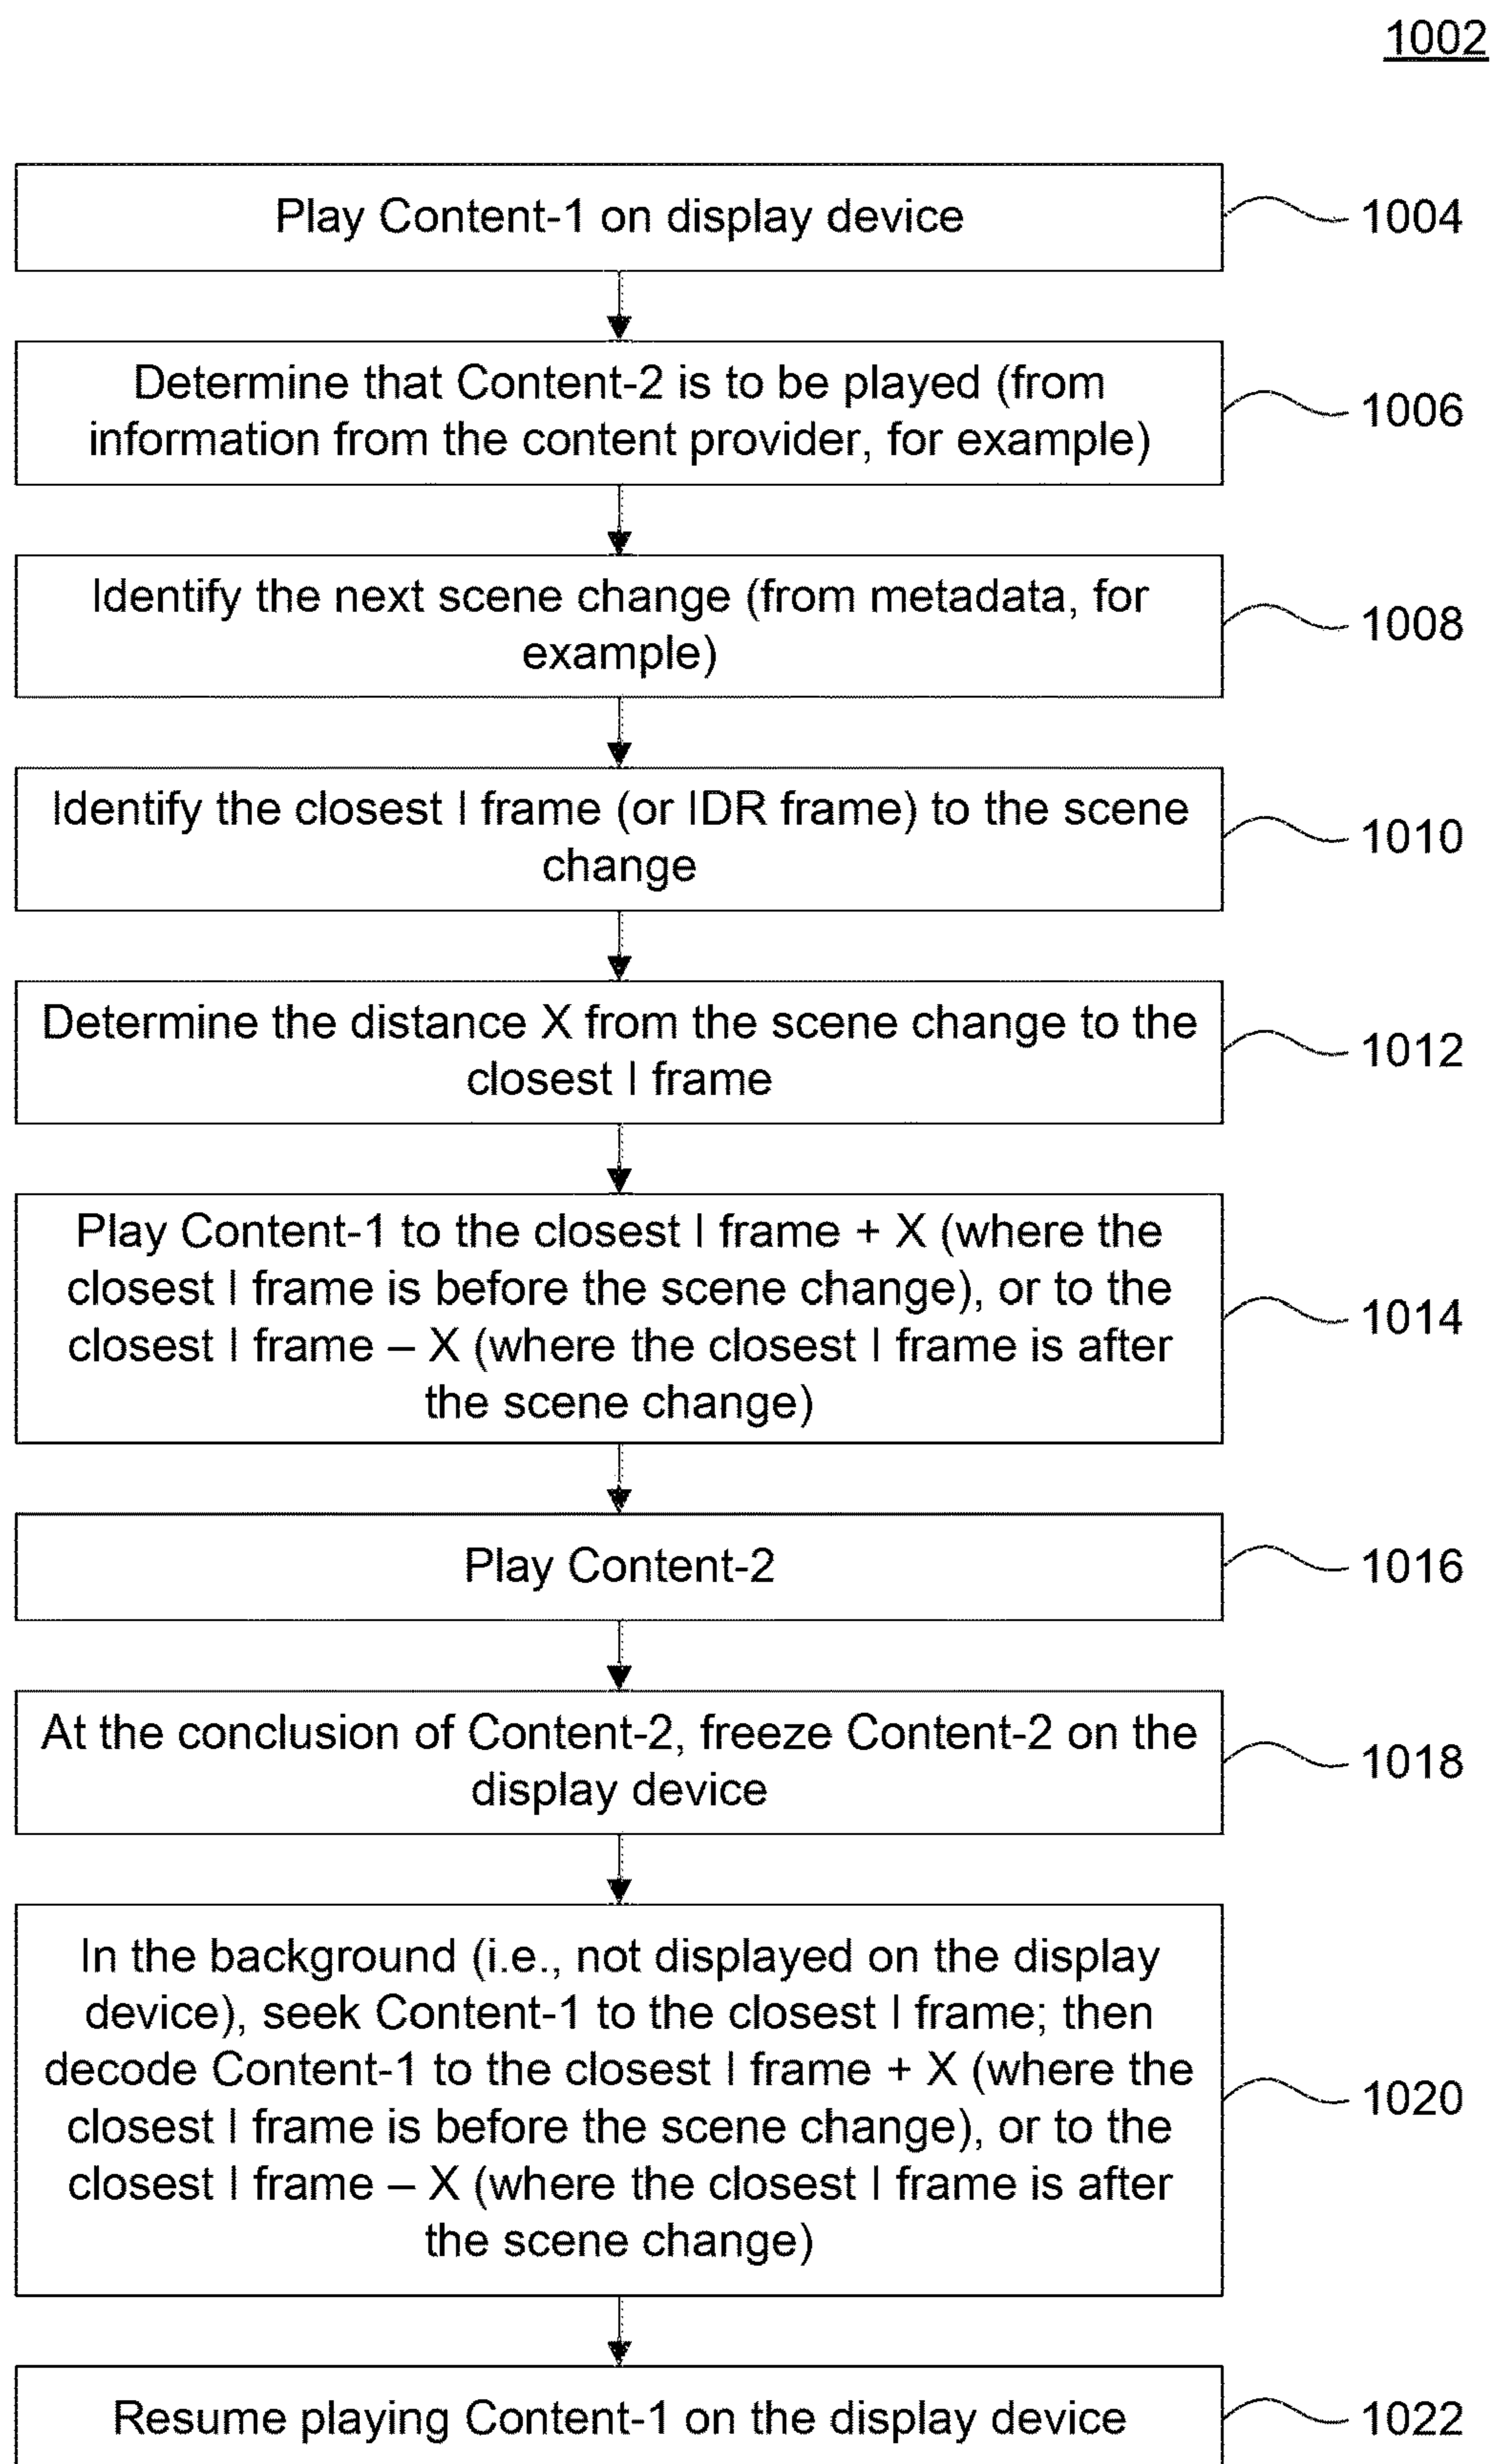 1002
Play Content-1 on display device
1004
Determine that Content-2 is to be played (from
information from the content provider, for example)
1006
Identify the next scene change (from metadata, for
example)
1008
Identify the closest I frame (or IDR frame) to the scene
change
1010
Determine the distance X from the scene change to the
closest I frame
1012
Play Content-1 to the closest I frame + X (where the
closest I frame is before the scene change), or to the
closest I frame – X (where the closest I frame is after
the scene change)
1014
Play Content-2
1016
At the conclusion of Content-2, freeze Content-2 on the
display device
1018
In the background (i.e., not displayed on the display
device), seek Content-1 to the closest I frame; then
decode Content-1 to the closest I frame + X (where the
closest I frame is before the scene change), or to the
closest I frame – X (where the closest I frame is after
the scene change)
1020
Resume playing Content-1 on the display device
1022